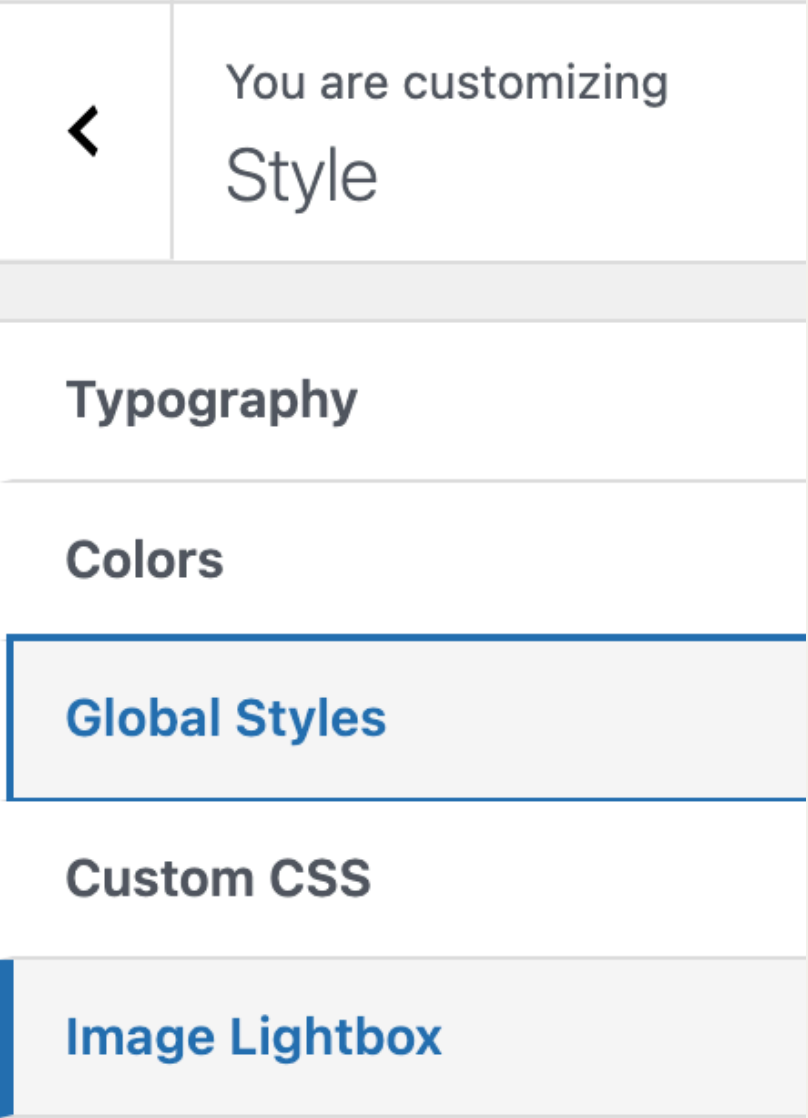 You are customizing
Style
Typography
Colors
Global Styles
Custom CSS
Image Lightbox